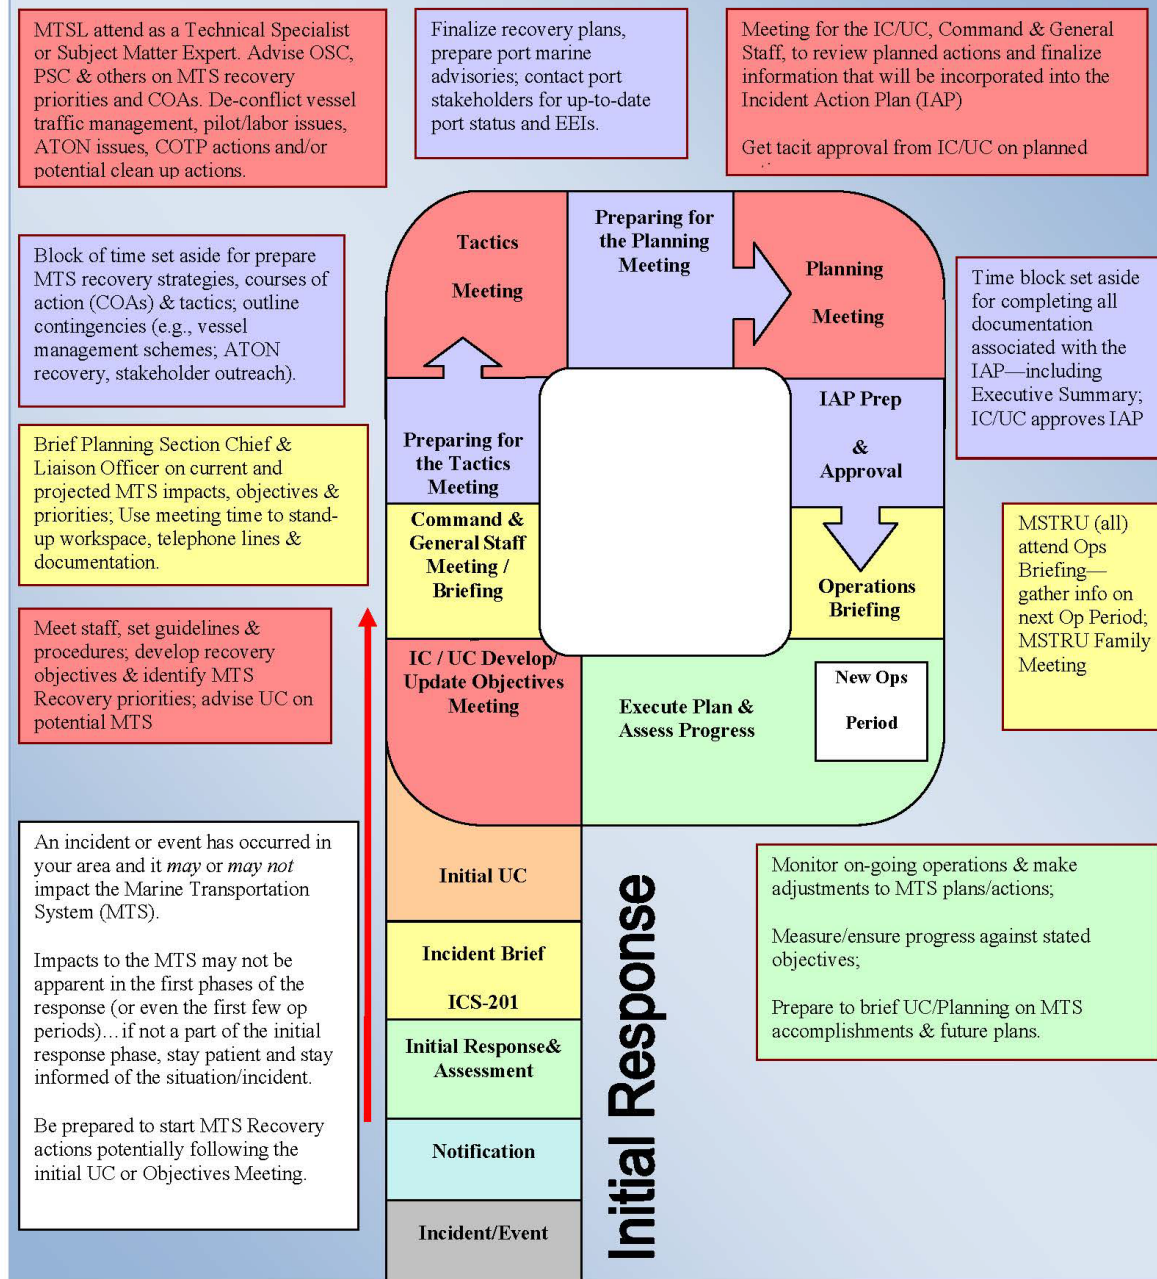 MTSL attend as a Technical Specialist
or Subject Matter Expert. Advise OSC,
PSC & others on MTS recovery
priorities and COAs. De-conflict vessel
traffic management, pilot/labor issues,
ATON issues, COTP actions and/or
potential clean up actions.
Finalize recovery plans,
prepare port marine
advisories; contact port
stakeholders for up-to-date
port status and EEIs.
Meeting for the IC/UC, Command & General
Staff, to review planned actions and finalize
information that will be incorporated into the
Incident Action Plan (IAP)
Get tacit approval from IC/UC on planned
Block of time set aside for prepare
MTS recovery strategies, courses of
action (COAs) & tactics; outline
contingencies (e.g., vessel
management schemes; ATON
recovery, stakeholder outreach).
Tactics
Meeting
Preparing for
the Planning
Meeting
Planning
Meeting
Time block set aside
for completing all
documentation
associated with the
IAP—including
Executive Summary;
IC/UC approves IAP
Brief Planning Section Chief &
Liaison Officer on current and
projected MTS impacts, objectives &
priorities; Use meeting time to stand-
up workspace, telephone lines &
documentation.
Preparing for
the Tactics
Meeting
IAP Prep
&
Approval
Command &
General Staff
Meeting /
Briefing
Operations
Briefing
MSTRU (all)
attend Ops
Briefing—
gather info on
next Op Period;
MSTRU Family
Meeting
Meet staff, set guidelines &
procedures; develop recovery
objectives & identify MTS
Recovery priorities; advise UC on
potential MTS
IC / UC Develop/
Update Objectives
Meeting
Execute Plan &
Assess Progress
New Ops
Period
An incident or event has occurred in
your area and it may or may not
impact the Marine Transportation
System (MTS).
Impacts to the MTS may not be
apparent in the first phases of the
response (or even the first few op
periods)… if not a part of the initial
response phase, stay patient and stay
informed of the situation/incident.
Be prepared to start MTS Recovery
actions potentially following the
initial UC or Objectives Meeting.
Initial UC
Incident Brief
ICS-201
Initial Response&
Assessment
Notification
Incident/Event
Initial Response
Monitor on-going operations & make
adjustments to MTS plans/actions;
Measure/ensure progress against stated
objectives;
Prepare to brief UC/Planning on MTS
accomplishments & future plans.